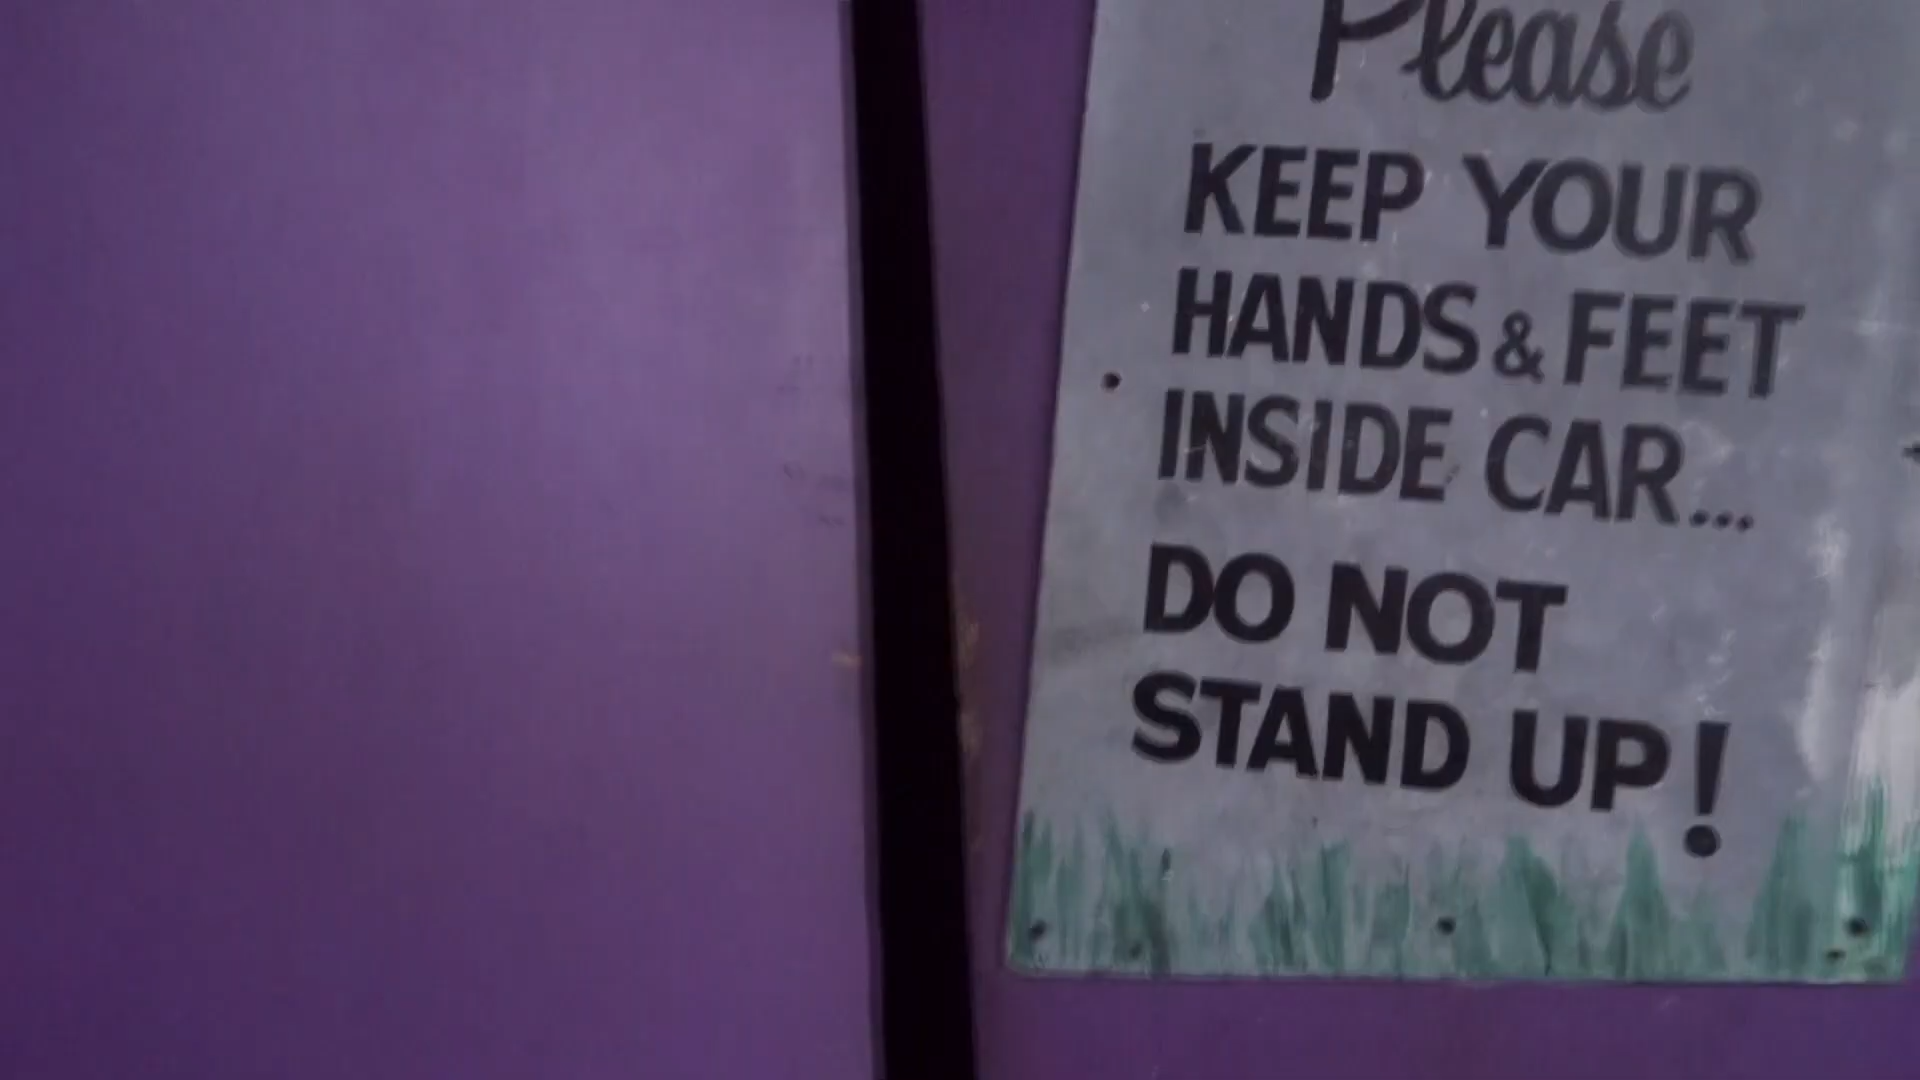 Please
KEEP YOUR
HANDS & FEET
INSIDE CAR...
DO NOT
STAND UP!